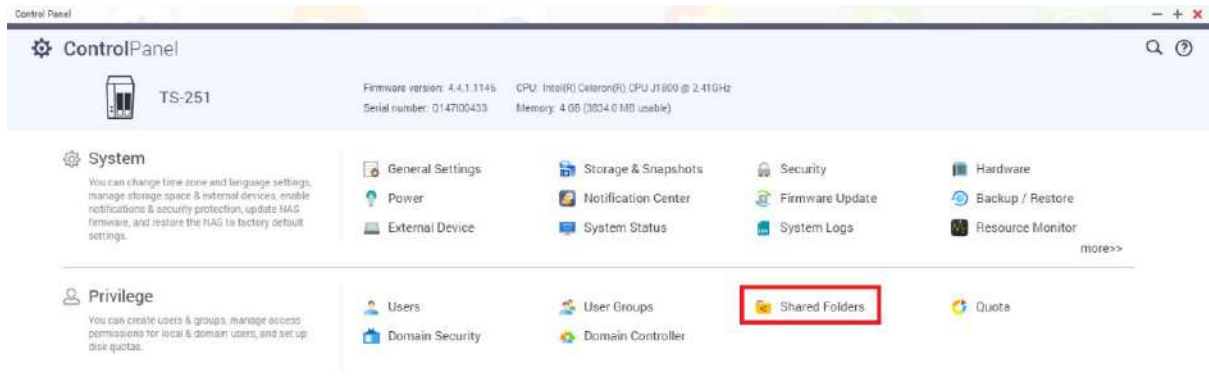 Control Panel
ControlPanel
TS-251
Firmware version: 4.4.1.1146 CPU: Intel(R) Celeron(R) CPU J1800 @ 2.41GHz
Serial number: Q147I00433 Memory: 4 GB (3834.0 MB usable)
System
You can change time zone and language settings,
manage storage space & external devices, enable
notifications & security protection, update NAS
firmware, and restore the NAS to factory default
settings.
General Settings Storage & Snapshots Security Hardware
Power Notification Center Firmware Update Backup / Restore
External Device System Status System Logs Resource Monitor
more>>
Privilege
You can create users & groups, manage access
permissions for local & domain users, and set up
disk quotas.
Users User Groups Shared Folders Quota
Domain Security Domain Controller